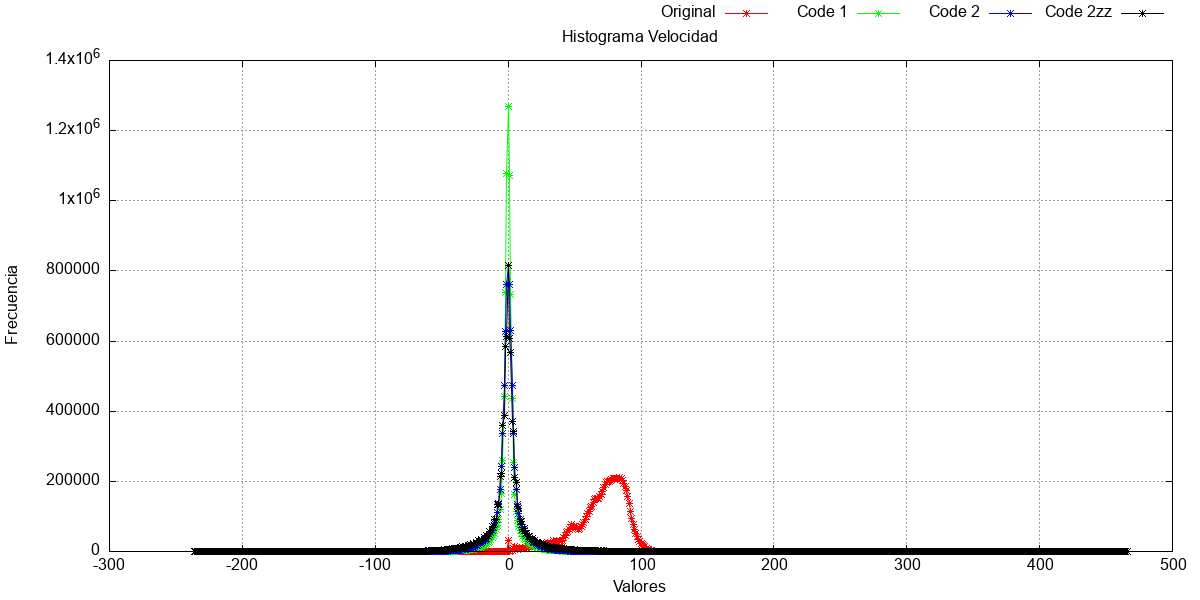 Original Code 1 Code 2 Code 2zz
Histograma Velocidad
1.4x10^6
1.2x10^6
1x10^6
800000
600000
400000
200000
0
Frecuencia
-300 -200 -100 0 100 200 300 400 500
Valores